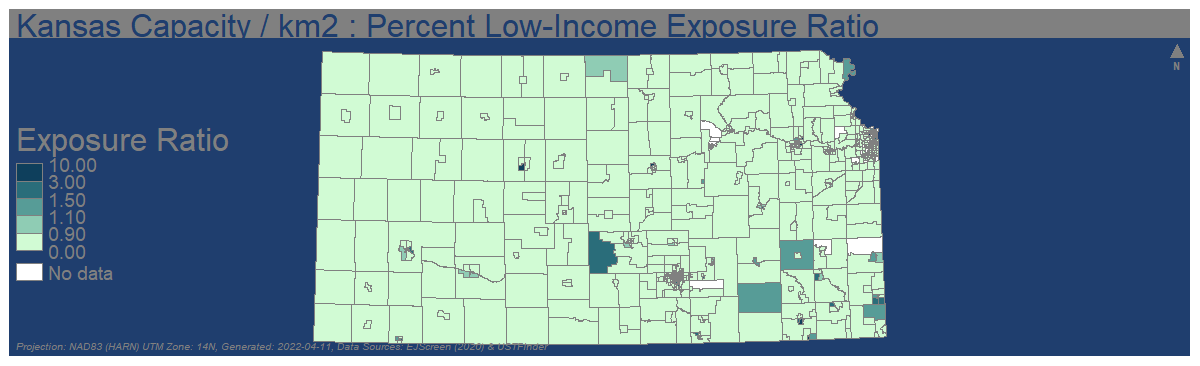 Kansas Capacity / km2 : Percent Low-Income Exposure Ratio
N
Exposure Ratio
10.00
3.00
1.50
1.10
0.90
0.00
No data
Projection: NAD83 (HARN) UTM Zone: 14N, Generated: 2022-04-11, Data Sources: EJScreen (2020) & USTFinder